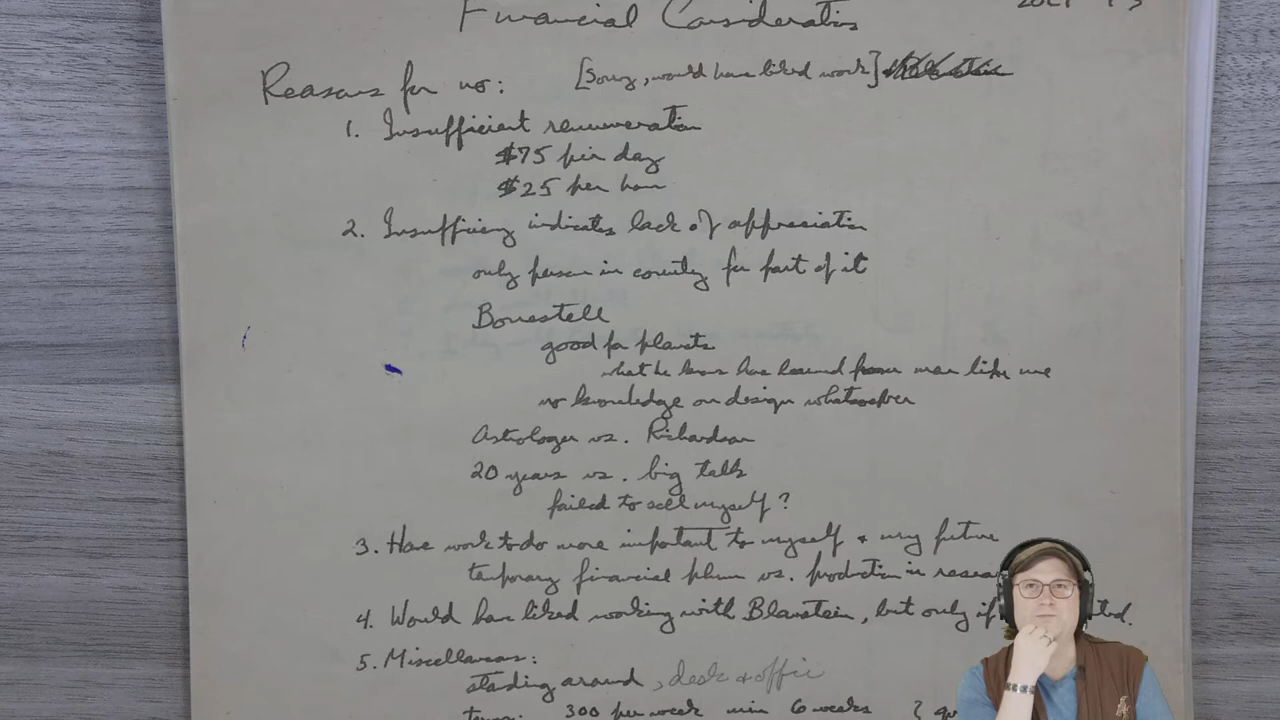 Financial Considerations
Reasons for no: [Sorry, would have liked work]
1. Insufficient remuneration
$75 per day
$25 per hour
2. Insufficiency indicates lack of appreciation
only person in country for part of it
Bonestell
good for planets
what he knows has learned from men like me
no knowledge on design whatsoever
Astrologer vs. Richardson
20 years vs. big talk
failed to sell myself?
3. Have work to do more important to myself & my future
temporary financial plum vs. production in
4. Would have liked working with Blaustein, but only if
5. Miscellaneous:
standing around, desk & office
300 per week min 6 weeks